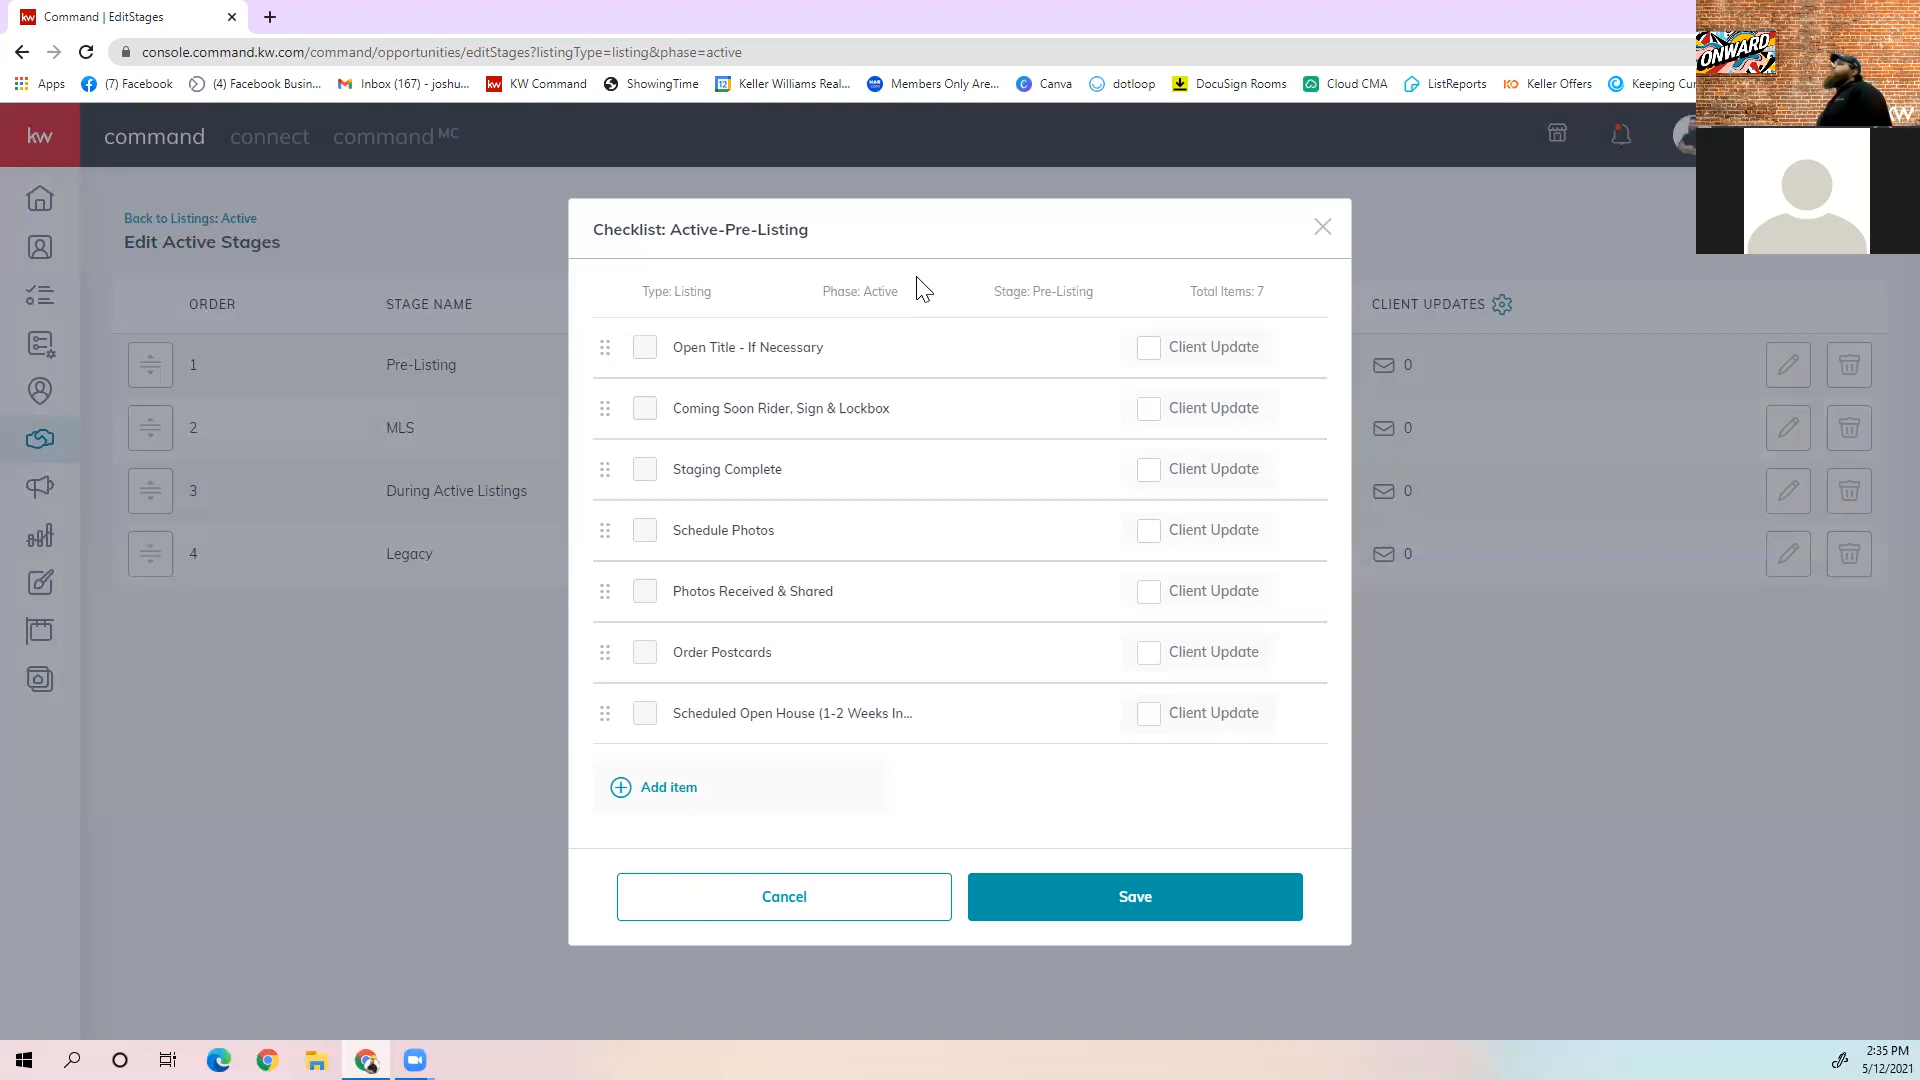 kw Command | EditStages
console.command.kw.com/command/opportunities/editStages?listingType=listing&phase=active
Apps (7) Facebook (4) Facebook Busin... Inbox (167) - joshu... kw KW Command ShowingTime 12 Keller Williams Real... Members Only Are... Canva dotloop DocuSign Rooms Cloud CMA ListReports KO Keller Offers Keeping Cu
ONWARD
kw command connect command MC
Back to Listings: Active
Edit Active Stages
ORDER STAGE NAME CLIENT UPDATES
1 Pre-Listing 0
2 MLS 0
3 During Active Listings 0
4 Legacy 0
Checklist: Active-Pre-Listing
Type: Listing Phase: Active Stage: Pre-Listing Total Items: 7
Open Title - If Necessary Client Update
Coming Soon Rider, Sign & Lockbox Client Update
Staging Complete Client Update
Schedule Photos Client Update
Photos Received & Shared Client Update
Order Postcards Client Update
Scheduled Open House (1-2 Weeks In... Client Update
Add item
Cancel Save
2:35 PM
5/12/2021